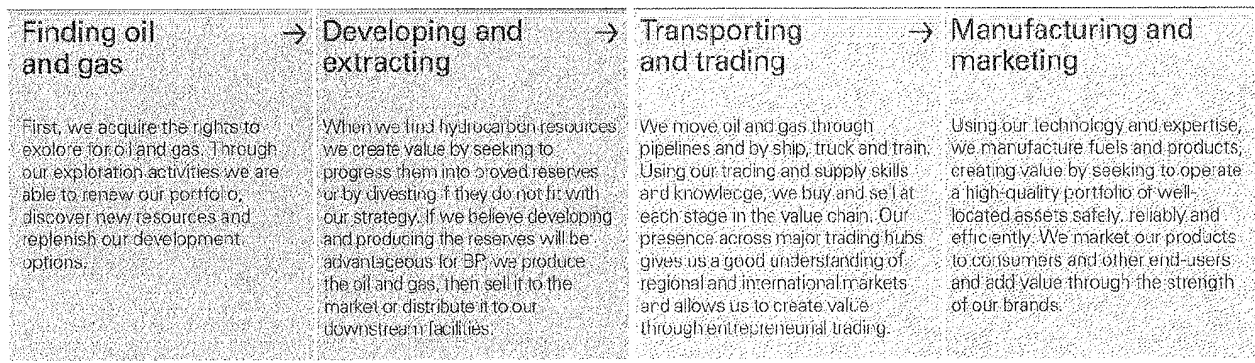 Finding oil
and gas
→
First, we acquire the rights to
explore for oil and gas. Through
our exploration activities we are
able to renew our portfolio,
discover new resources and
replenish our development
options.
Developing and
extracting
→
When we find hydrocarbon resources
we create value by seeking to
progress them into proved reserves
or by divesting if they do not fit with
our strategy. If we believe developing
and producing the reserves will be
advantageous for BP, we produce
the oil and gas, then sell it to the
market or distribute it to our
downstream facilities.
Transporting
and trading
→
We move oil and gas through
pipelines and by ship, truck and train.
Using our trading and supply skills
and knowledge, we buy and sell at
each stage in the value chain. Our
presence across major trading hubs
gives us a good understanding of
regional and international markets
and allows us to create value
through entrepreneurial trading.
Manufacturing and
marketing
Using our technology and expertise,
we manufacture fuels and products,
creating value by seeking to operate
a high-quality portfolio of well-
located assets safely, reliably and
efficiently. We market our products
to consumers and other end-users
and add value through the strength
of our brands.